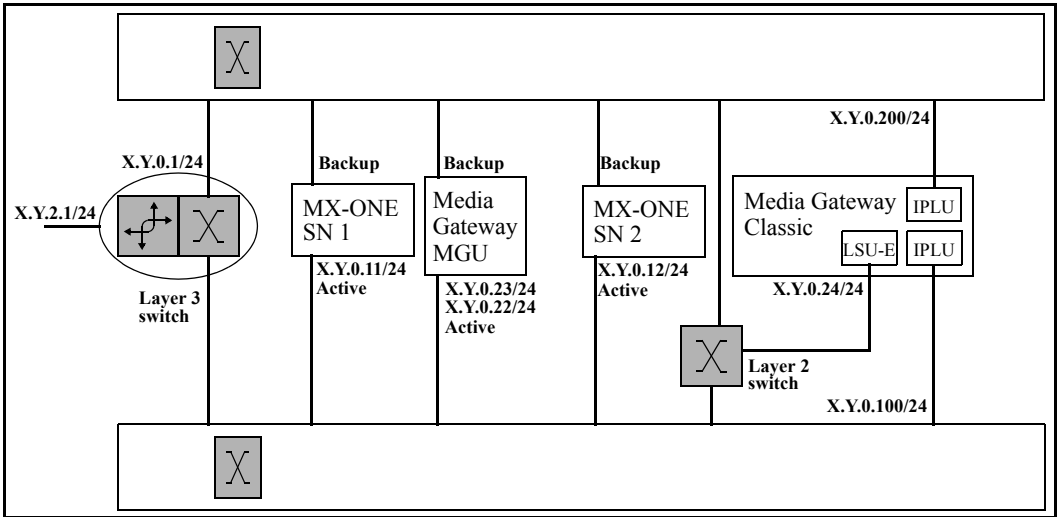 X.Y.0.200/24
X.Y.0.1/24
Backup
Backup
Backup
X.Y.2.1/24
MX-ONE
SN 1
Media
Gateway
MGU
MX-ONE
SN 2
Media Gateway
Classic
IPLU
LSU-E
IPLU
X.Y.0.11/24
Active
X.Y.0.23/24
X.Y.0.22/24
Active
X.Y.0.12/24
Active
X.Y.0.24/24
Layer 3
switch
Layer 2
switch
X.Y.0.100/24